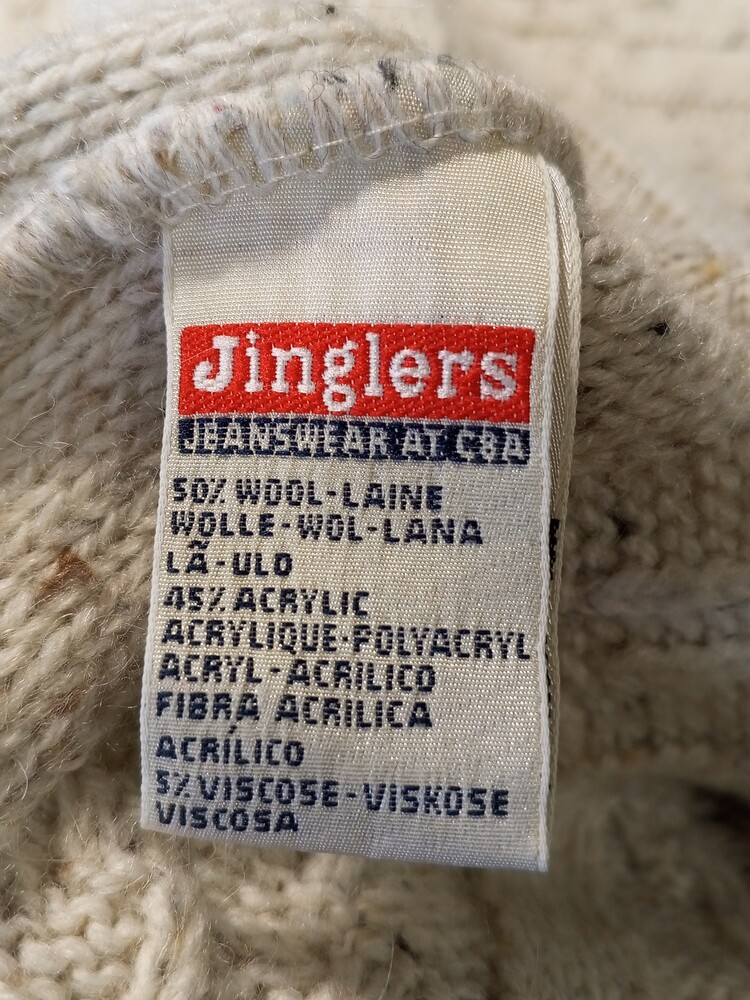 Jinglers
JEANSWEAR AT C&A
50% WOOL-LAINE
WOLLE-WOL-LANA
LÃ-ULD
45% ACRYLIC
ACRYLIQUE-POLYACRYL
ACRYL-ACRILICO
FIBRA ACRILICA
ACRÍLICO
5% VISCOSE-VISKOSE
VISCOSA